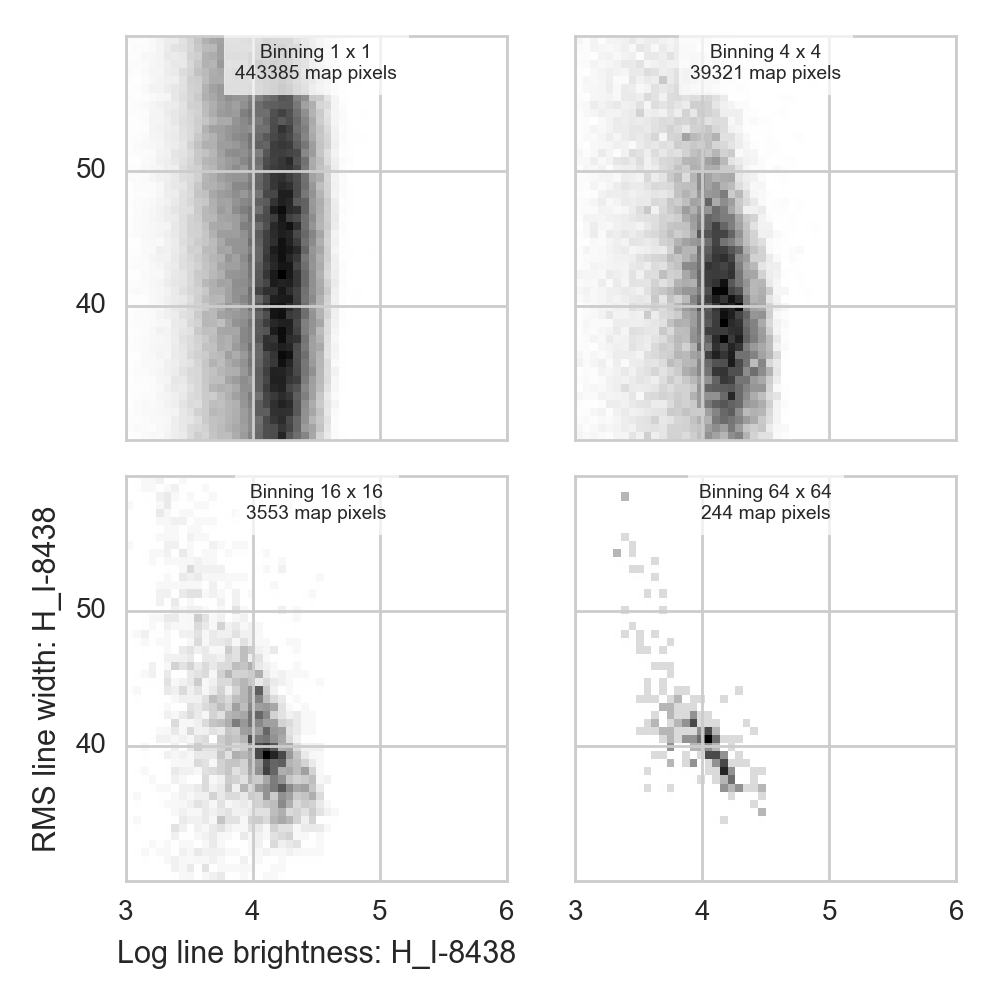 Binning 1 x 1
443385 map pixels
Binning 4 x 4
39321 map pixels
50
40
Binning 16 x 16
3553 map pixels
Binning 64 x 64
244 map pixels
50
40
RMS line width: H_I-8438
3 4 5 6
3 4 5 6
Log line brightness: H_I-8438